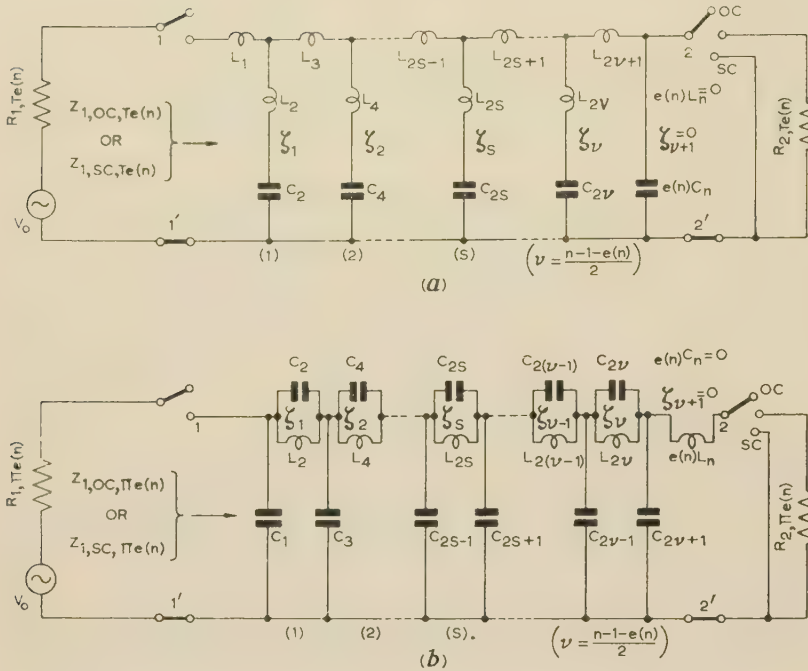 OC
1
L₁
L₃
L₂S-1
L₂S+1
L₂ν+1
2
SC
R₁,Te(n)
Z₁,OC,Te(n)
OR
Z₁,SC,Te(n)
L₂
L₄
L₂S
L₂V
e(n)Lₙ=0
ζ₁
ζ₂
ζS
ζν
ζν+1=0
R₂,Te(n)
C₂
C₄
C₂S
C₂ν
e(n)Cₙ
V₀
1'
2'
(1)
(2)
(S)
(ν = n-1-e(n)/2)
(a)
C₂
C₄
C₂S
C₂(ν-1)
C₂ν
e(n)Cₙ=0
1
ζ₁
ζ₂
ζS
ζν-1
ζν
ζν+1=0
2
OC
SC
L₂
L₄
L₂S
L₂(ν-1)
L₂ν
e(n)Lₙ
R₁,Πe(n)
Z₁,OC,Πe(n)
OR
Z₁,SC,Πe(n)
C₁
C₃
C₂S-1
C₂S+1
C₂ν-1
C₂ν+1
R₂,Πe(n)
V₀
1'
2'
(1)
(2)
(S).
(ν = n-1-e(n)/2)
(b)